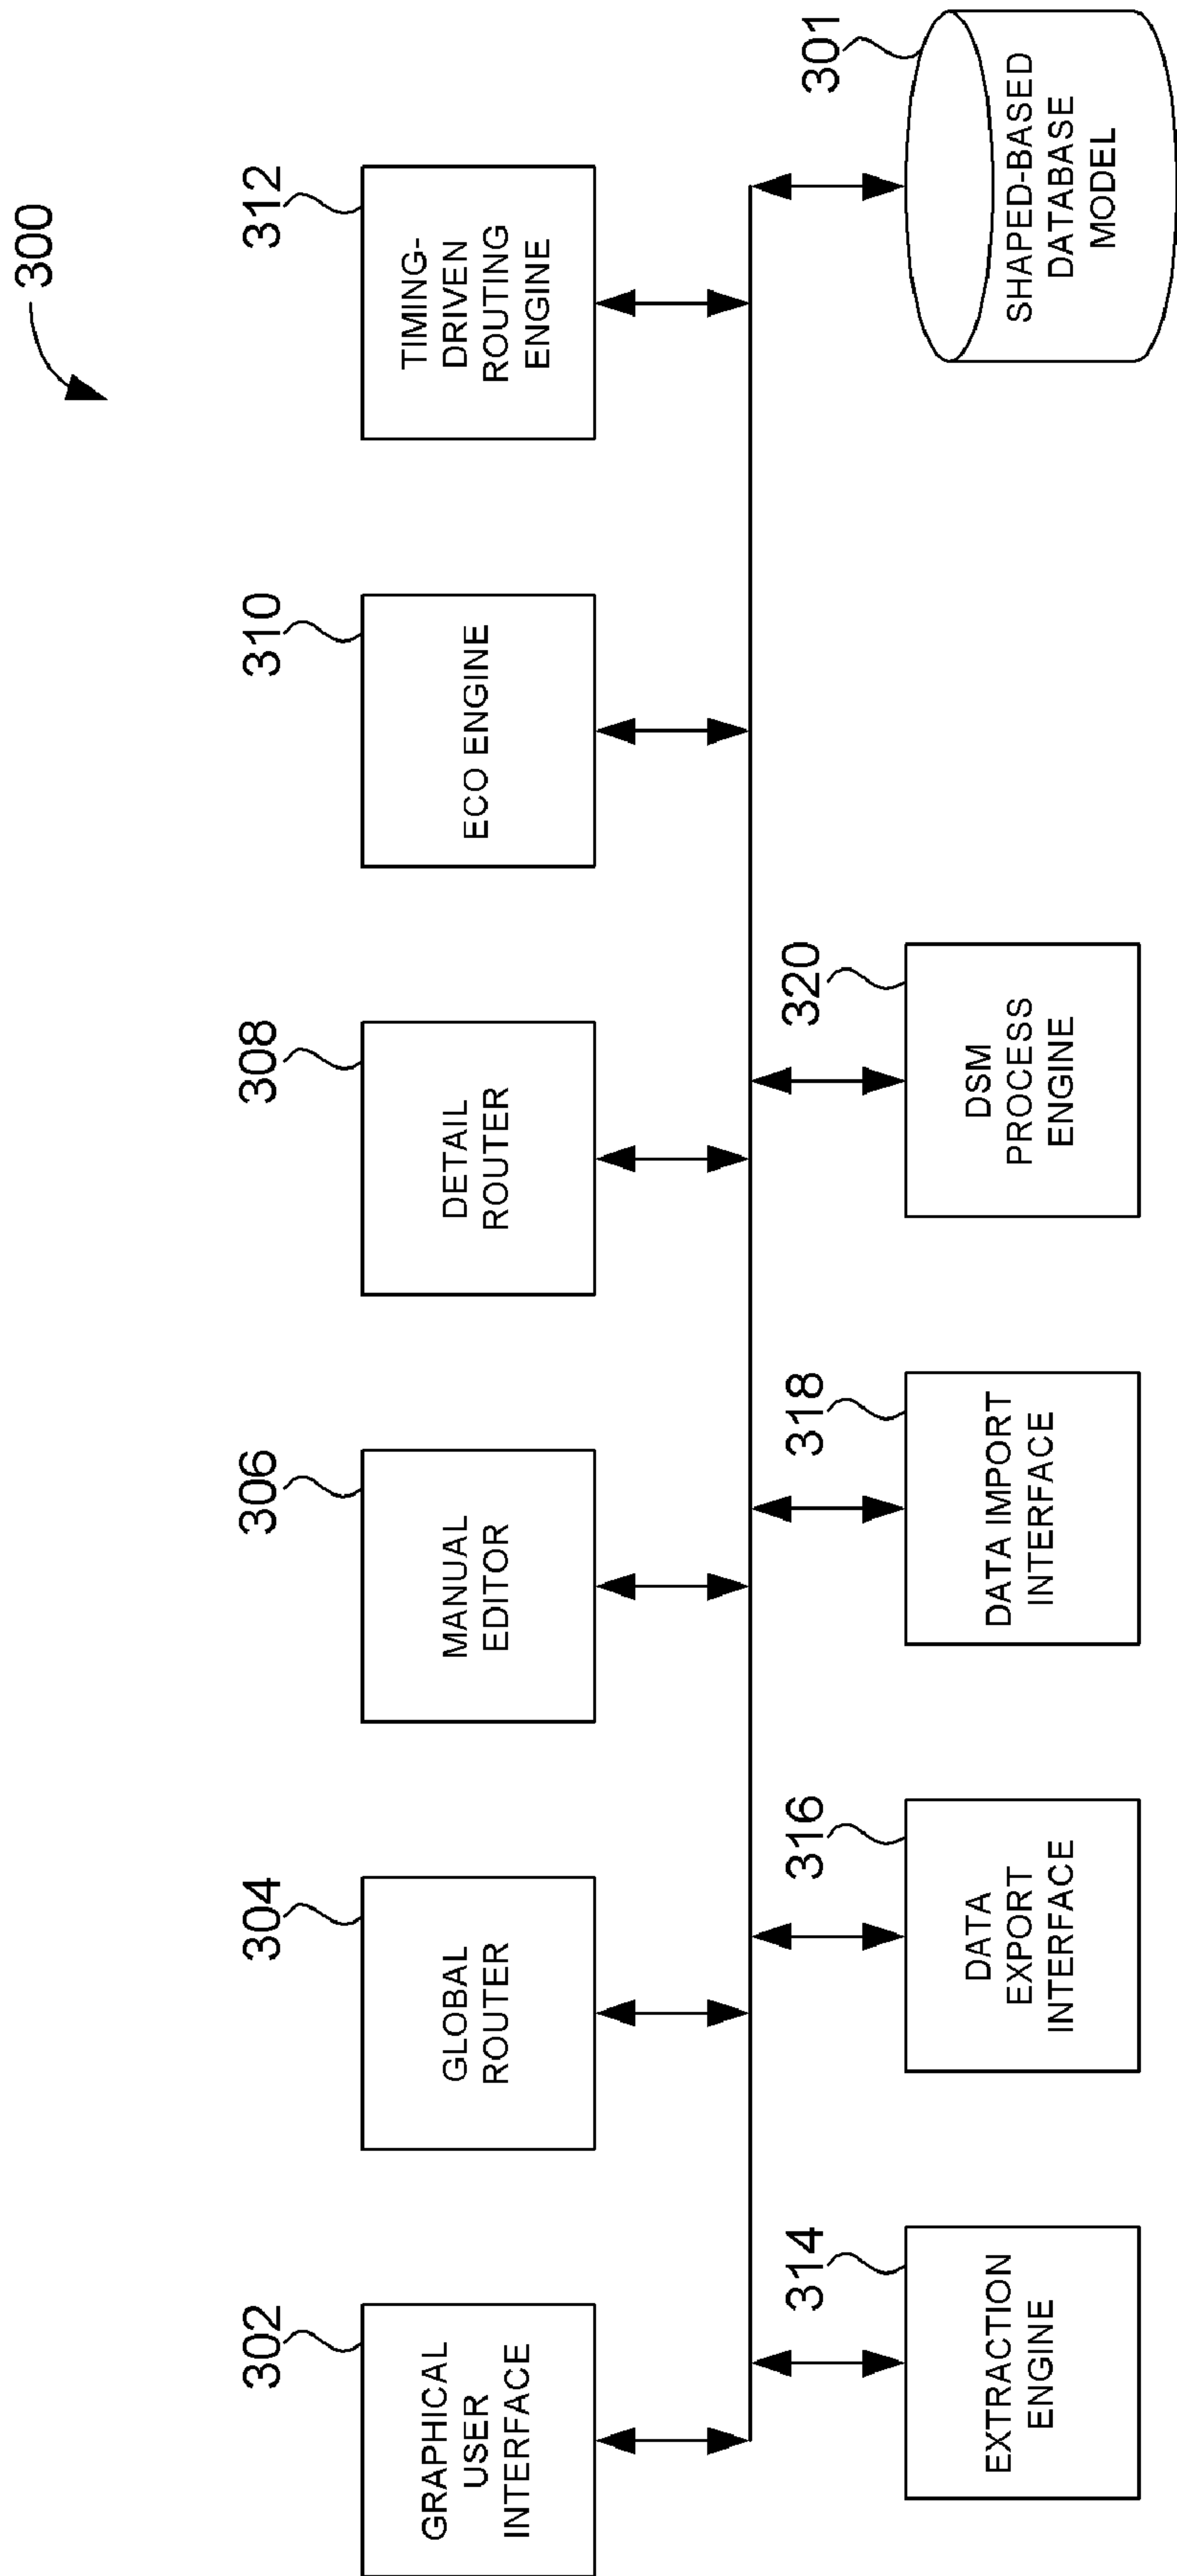 300
302
GRAPHICAL
USER
INTERFACE
304
GLOBAL
ROUTER
306
MANUAL
EDITOR
308
DETAIL
ROUTER
310
ECO ENGINE
312
TIMING-
DRIVEN
ROUTING
ENGINE
314
EXTRACTION
ENGINE
316
DATA
EXPORT
INTERFACE
318
DATA IMPORT
INTERFACE
320
DSM
PROCESS
ENGINE
301
SHAPED-BASED
DATABASE
MODEL